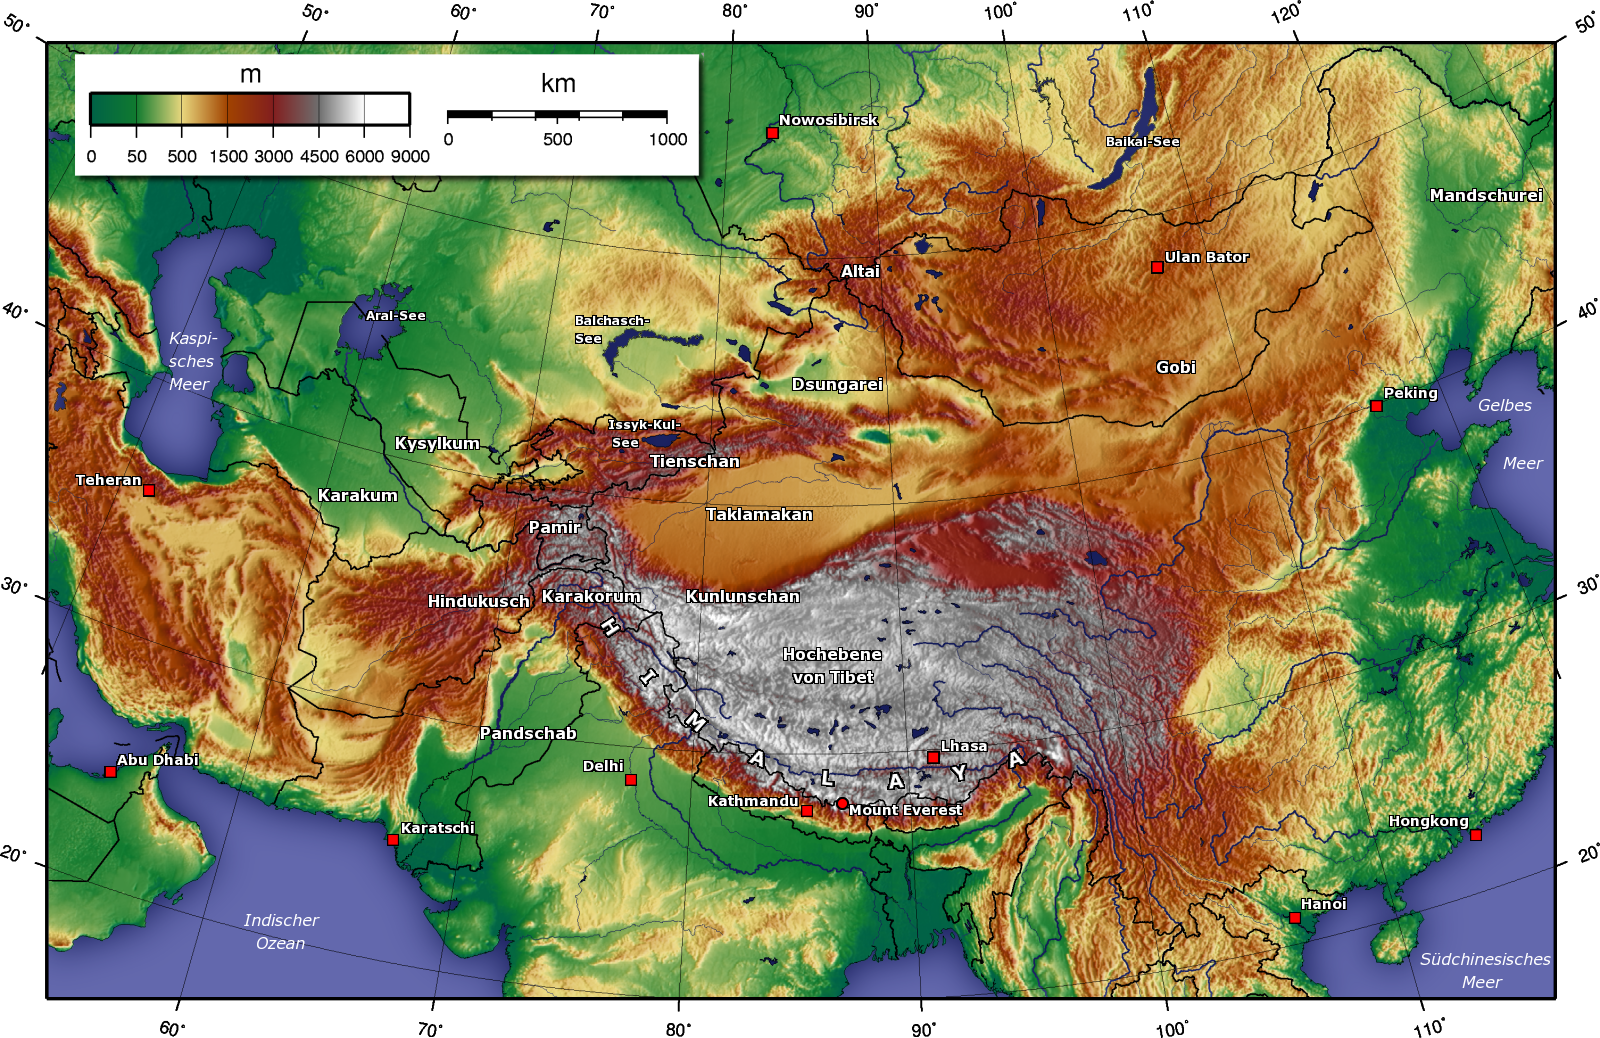 50° 50° 60° 70° 80° 90° 100° 110° 120° 50°
m
0 50 500 1500 3000 4500 6000 9000
km
0 500 1000
Nowosibirsk
Baikal-See
Mandschurei
Ulan Bator
Altai
40°
40°
Aral-See
Balchasch-
See
Kaspi-
sches
Meer
Gobi
Dsungarei
Peking
Gelbes
Meer
Issyk-Kul-
See
Kysylkum
Tienschan
Teheran
Karakum
Taklamakan
Pamir
30°
30°
Hindukusch
Karakorum
Kunlunschan
HIMALAYA
Hochebene
von Tibet
Pandschab
Lhasa
Abu Dhabi
Delhi
Kathmandu
Mount Everest
Karatschi
Hongkong
20°
20°
Hanoi
Indischer
Ozean
Südchinesisches
Meer
60° 70° 80° 90° 100° 110°